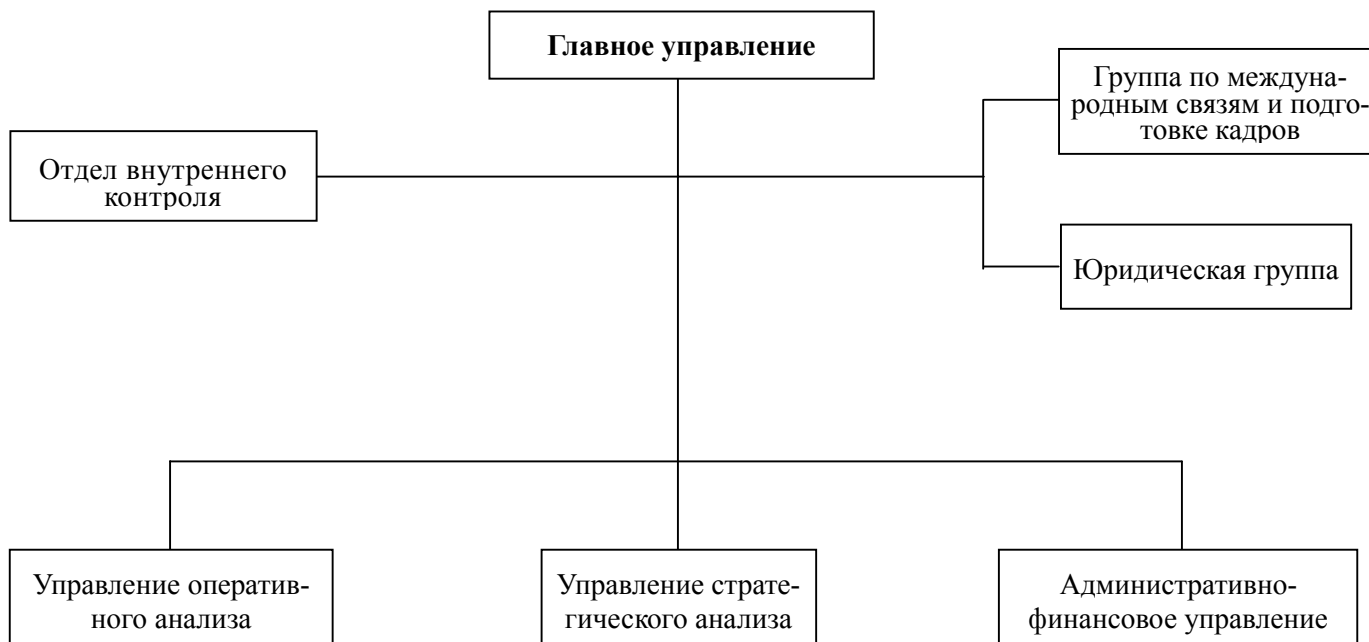 Главное управление
Группа по междуна-
родным связям и подго-
товке кадров
Отдел внутреннего
контроля
Юридическая группа
Управление оператив-
ного анализа
Управление страте-
гического анализа
Административно-
финансовое управление